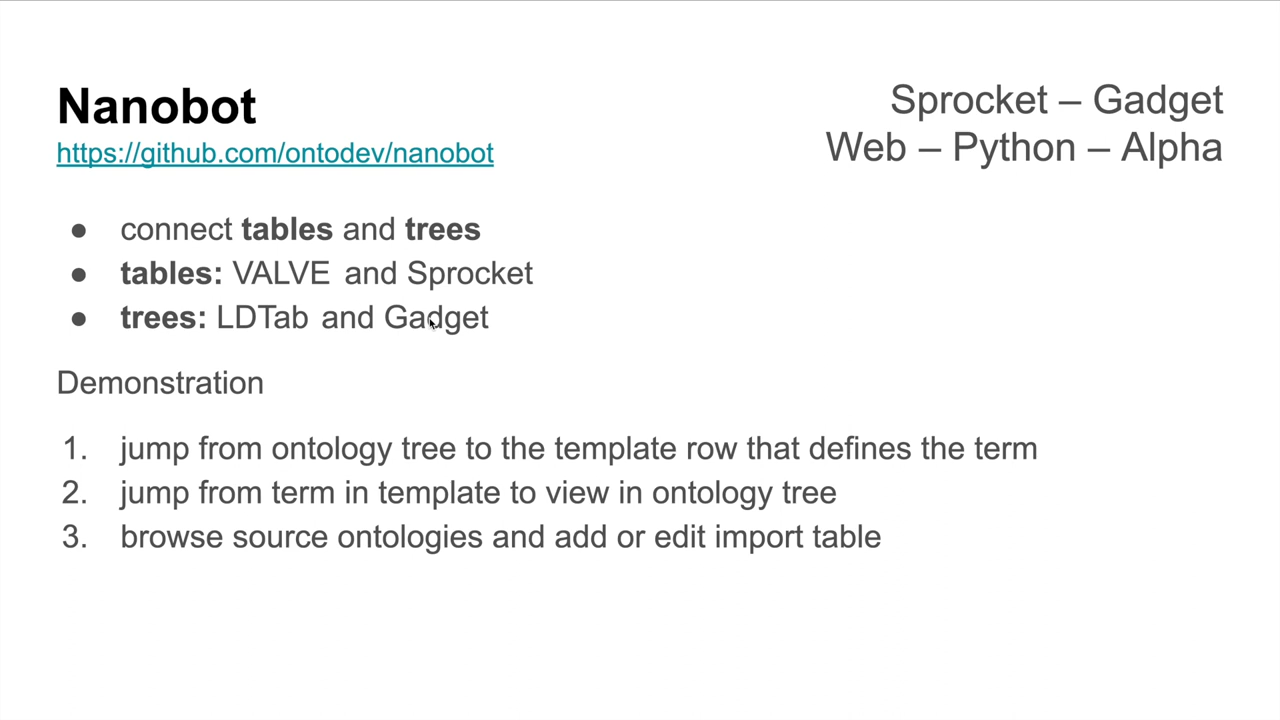 Nanobot
https://github.com/ontodev/nanobot
Sprocket – Gadget
Web – Python – Alpha
● connect tables and trees
● tables: VALVE and Sprocket
● trees: LDTab and Gadget
Demonstration
1. jump from ontology tree to the template row that defines the term
2. jump from term in template to view in ontology tree
3. browse source ontologies and add or edit import table